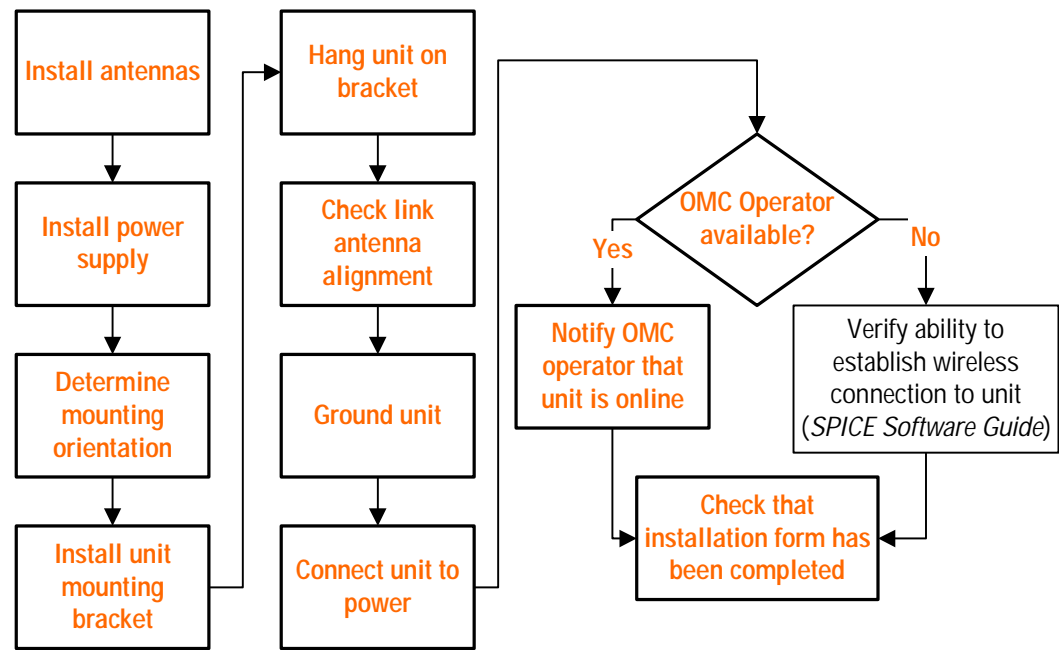 Install antennas
Install power
supply
Determine
mounting
orientation
Install unit
mounting
bracket
Hang unit on
bracket
Check link
antenna
alignment
Ground unit
Connect unit to
power
OMC Operator
available?
Yes
No
Notify OMC
operator that
unit is online
Verify ability to
establish wireless
connection to unit
(SPICE Software Guide)
Check that
installation form has
been completed